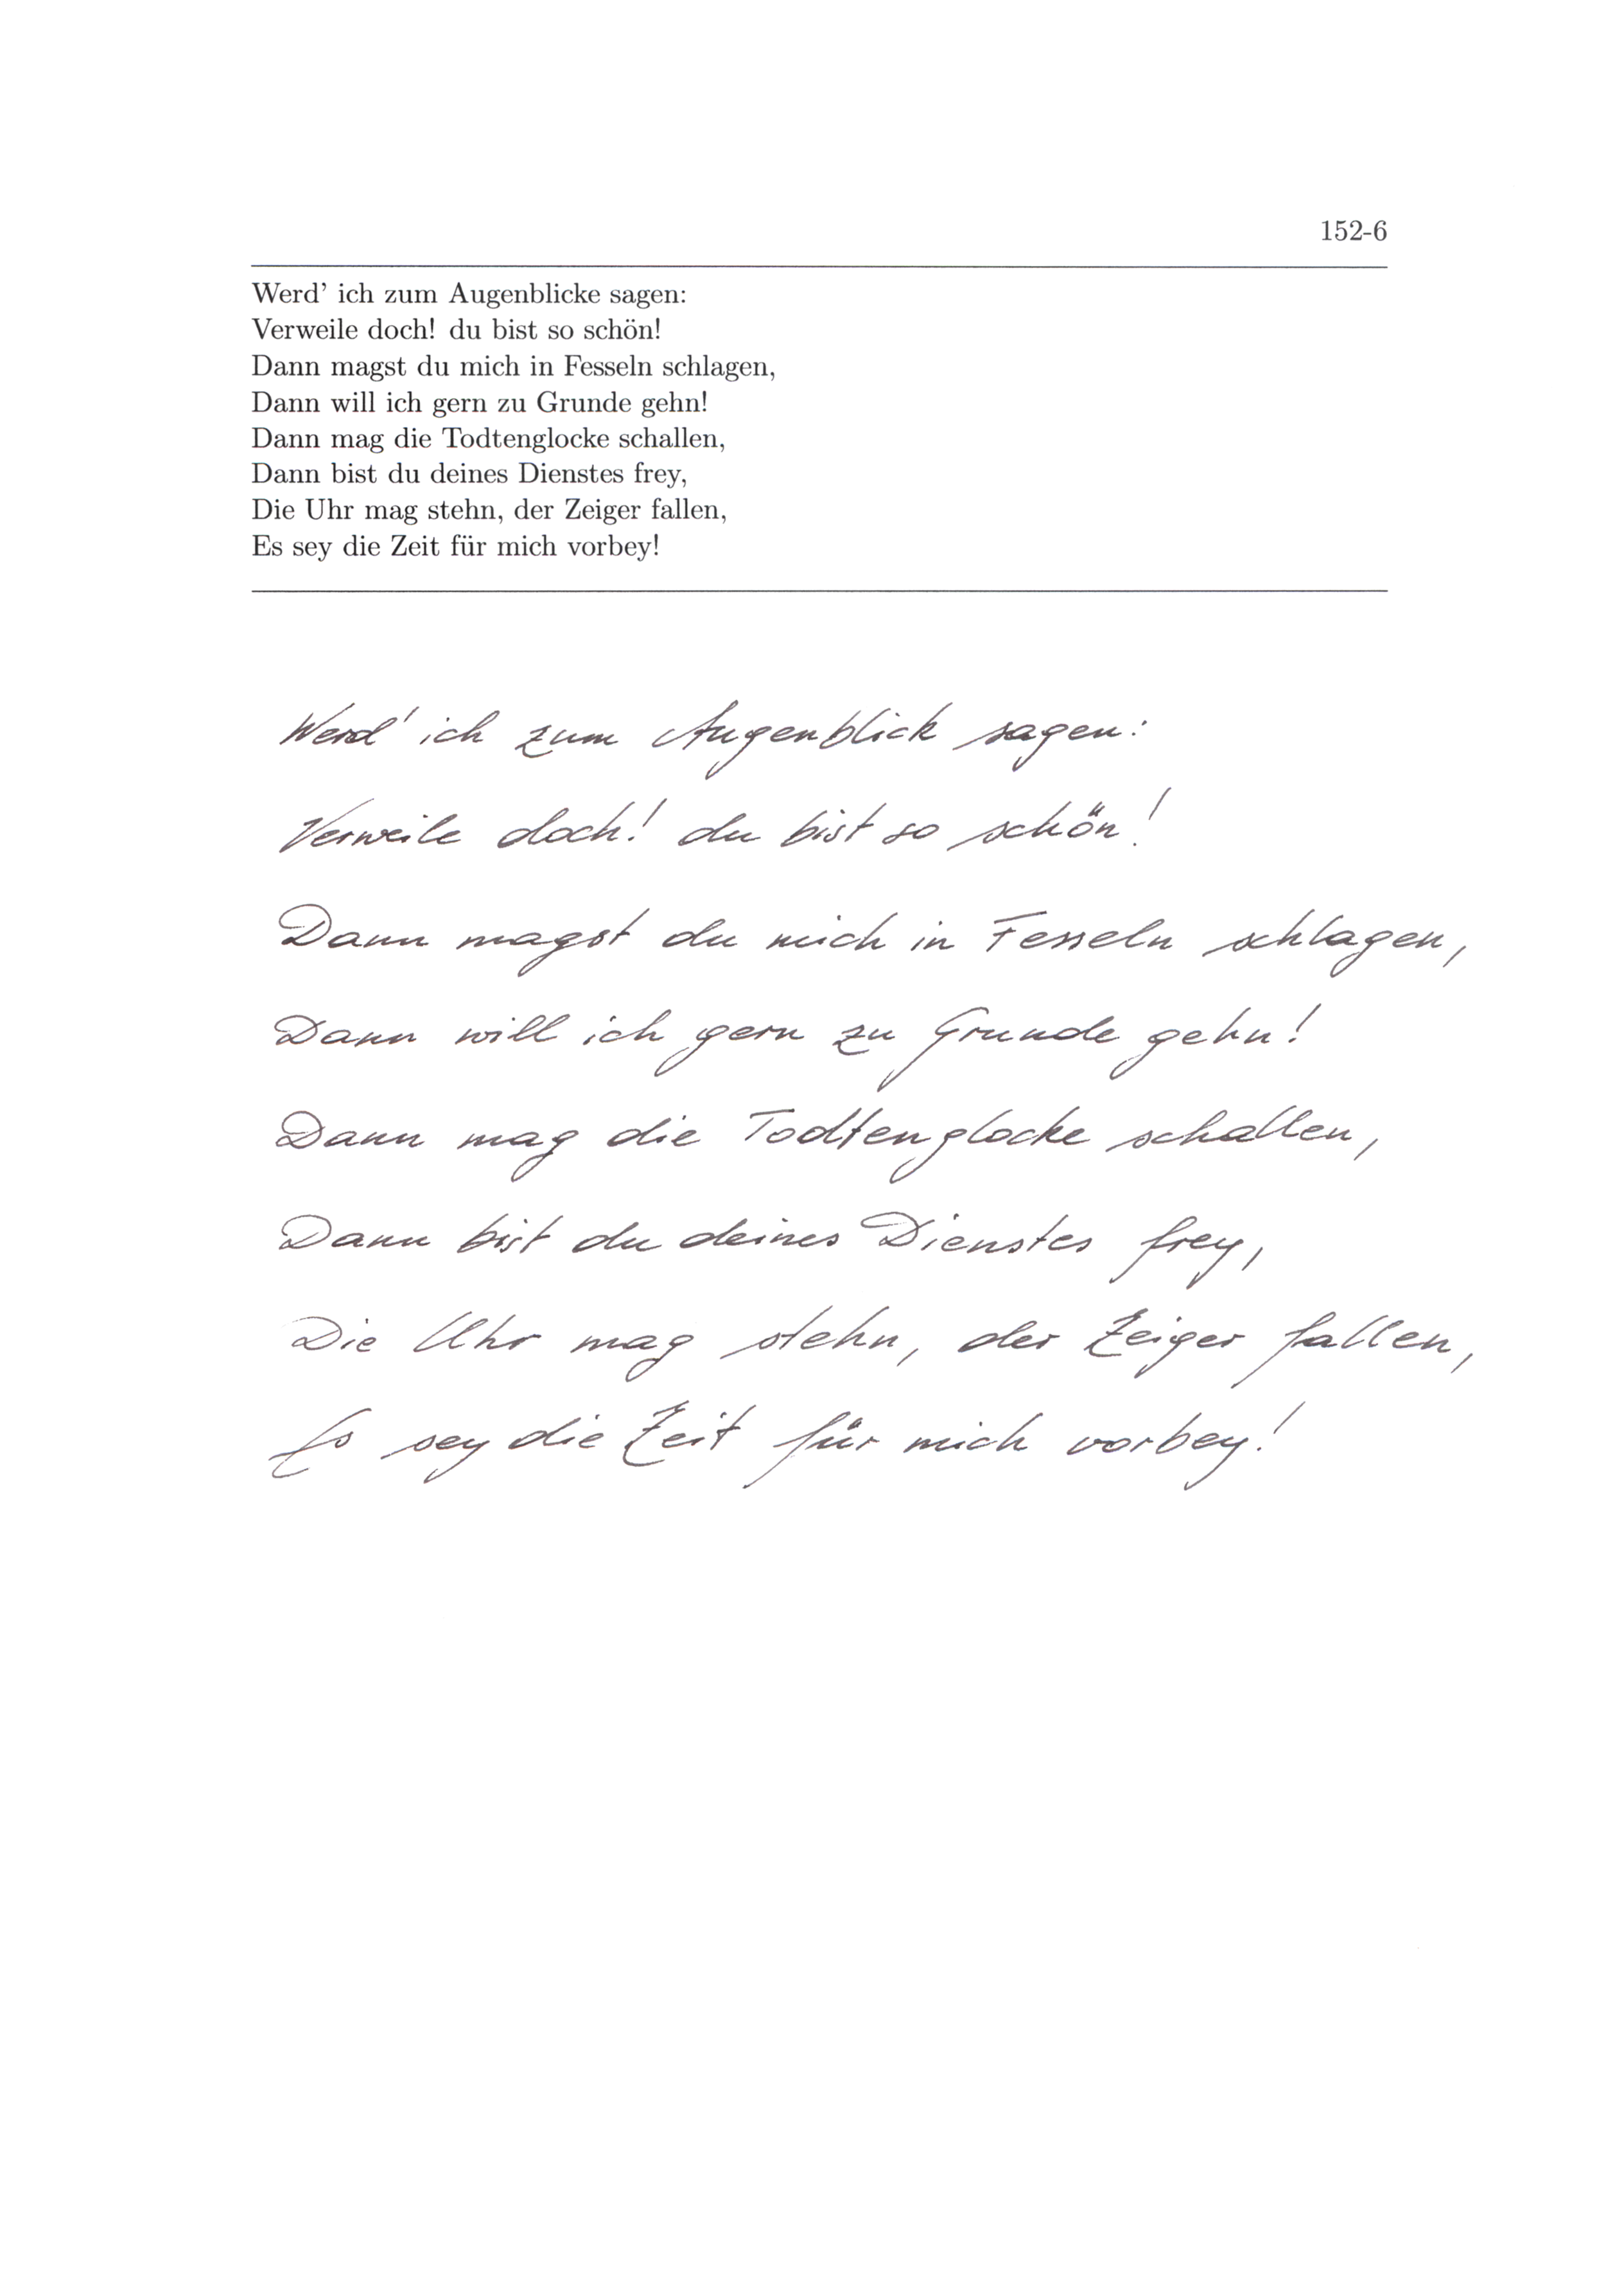 152-6
Werd' ich zum Augenblicke sagen:
Verweile doch! du bist so schön!
Dann magst du mich in Fesseln schlagen,
Dann will ich gern zu Grunde gehn!
Dann mag die Todtenglocke schallen,
Dann bist du deines Dienstes frey,
Die Uhr mag stehn, der Zeiger fallen,
Es sey die Zeit für mich vorbey!
Werd' ich zum Augenblick sagen:
Verweile doch! du bist so schön!
Dann magst du mich in Fesseln schlagen,
Dann will ich gern zu Grunde gehn!
Dann mag die Todtenglocke schallen,
Dann bist du deines Dienstes frey,
Die Uhr mag stehn, der Zeiger fallen,
Es sey die Zeit für mich vorbey!